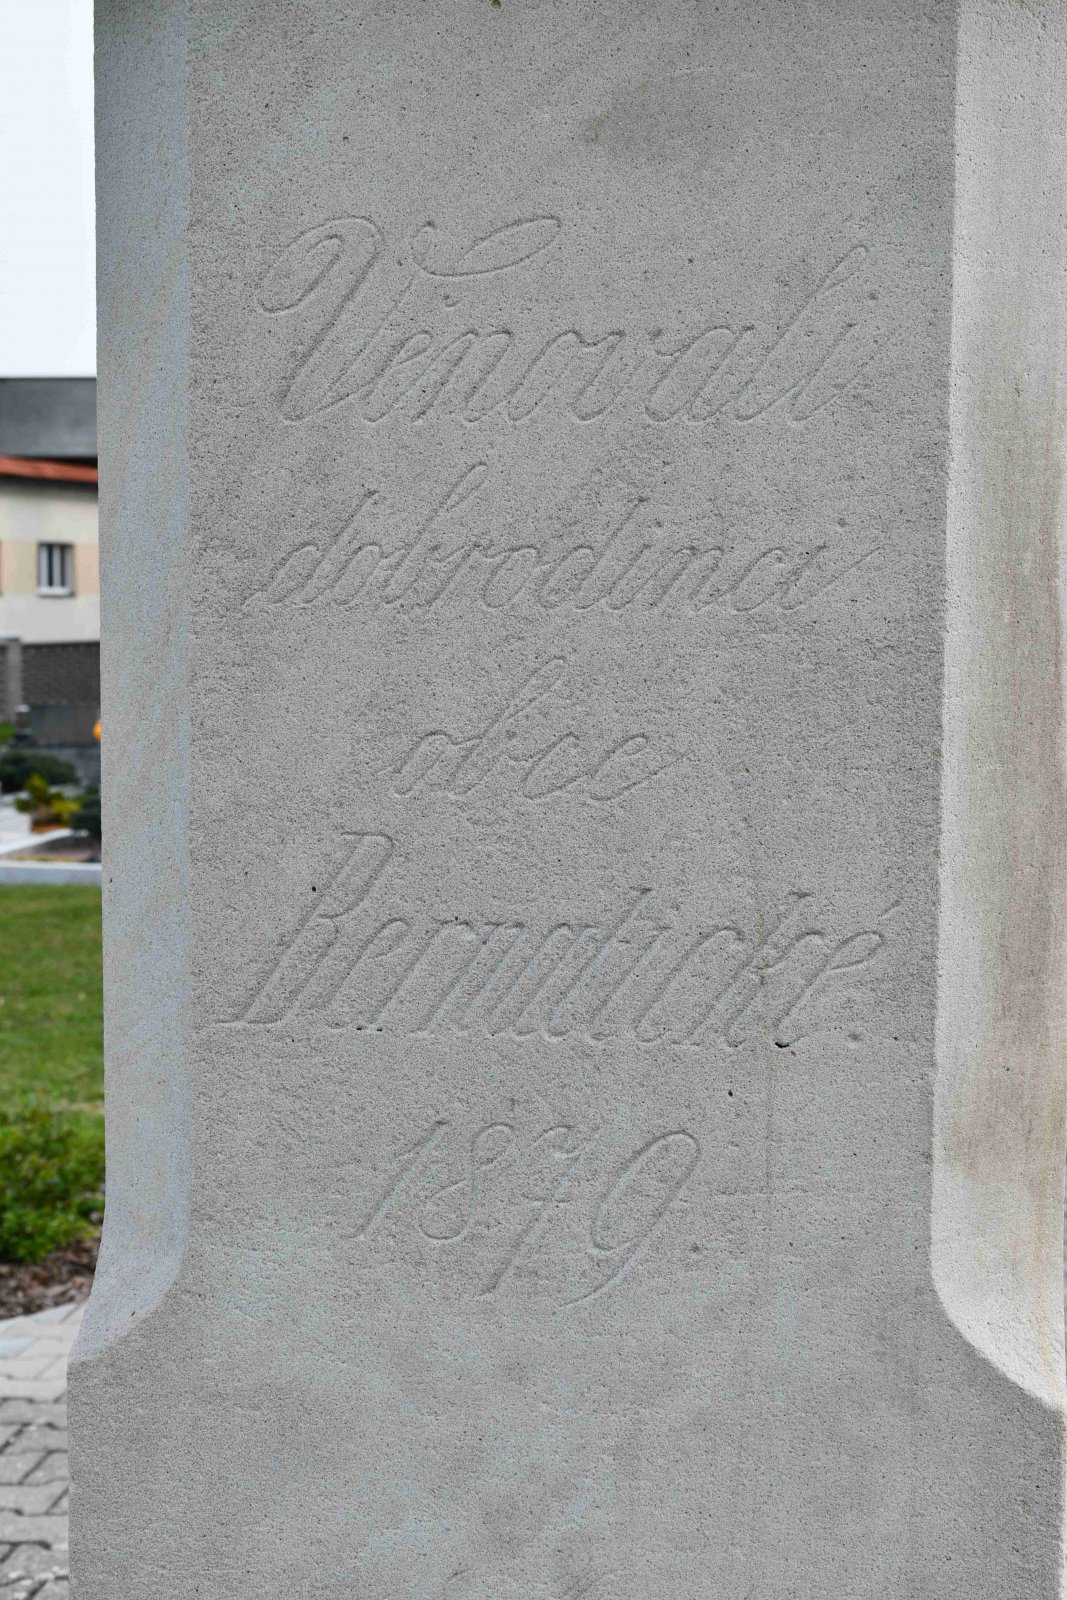 Věnovali
dobrodinci
obce
Bernatické.
1879.